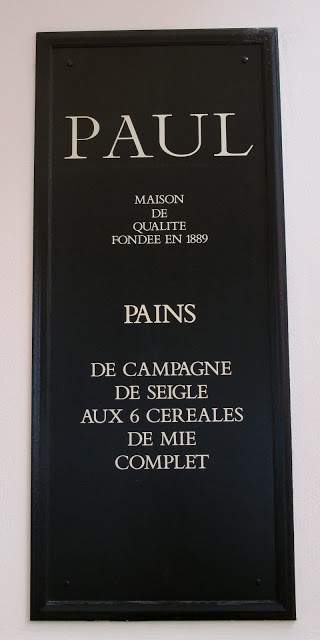 PAUL
MAISON
DE
QUALITE
FONDEE EN 1889
PAINS
DE CAMPAGNE
DE SEIGLE
AUX 6 CEREALES
DE MIE
COMPLET